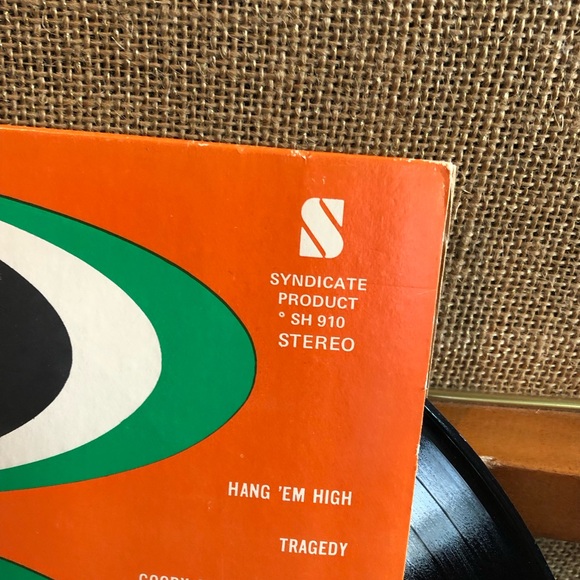 SYNDICATE
PRODUCT
° SH 910
STEREO
HANG 'EM HIGH
TRAGEDY